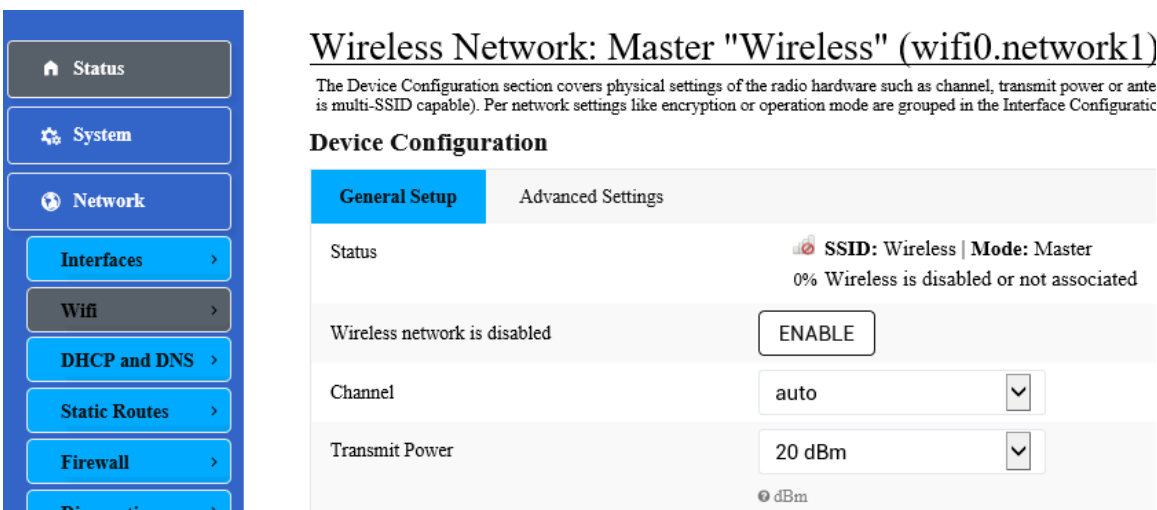 Status
System
Network
Interfaces
Wifi
DHCP and DNS
Static Routes
Firewall
Wireless Network: Master "Wireless" (wifi0.network1)
The Device Configuration section covers physical settings of the radio hardware such as channel, transmit power or ante
is multi-SSID capable). Per network settings like encryption or operation mode are grouped in the Interface Configuratio
Device Configuration
General Setup Advanced Settings
Status SSID: Wireless | Mode: Master
0% Wireless is disabled or not associated
Wireless network is disabled ENABLE
Channel auto
Transmit Power 20 dBm
dBm